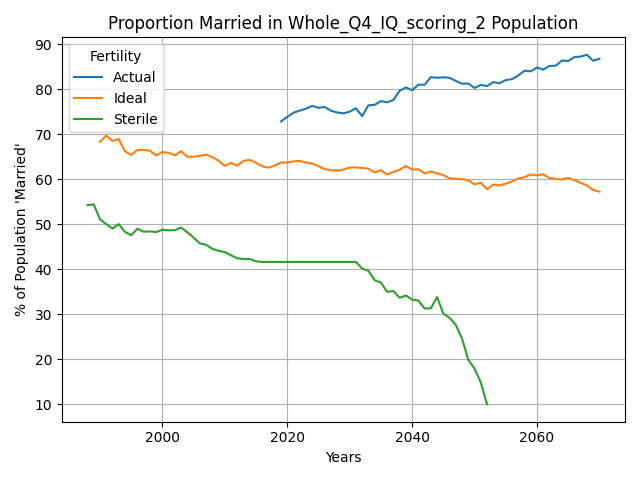 Proportion Married in Whole_Q4_IQ_scoring_2 Population
Fertility
Actual
Ideal
Sterile
% of Population 'Married'
90
80
70
60
50
40
30
20
10
2000
2020
2040
2060
Years